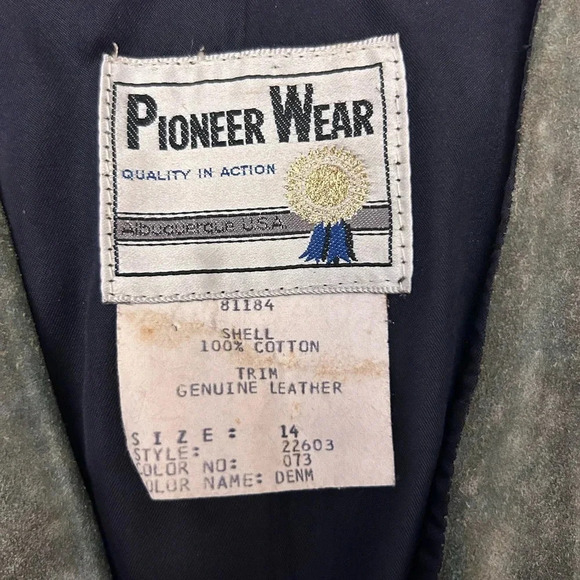 PIONEER WEAR
QUALITY IN ACTION
Albuquerque U.S.A.
81184
SHELL
100% COTTON
TRIM
GENUINE LEATHER
SIZE: 14
STYLE: 22603
COLOR NO: 073
COLOR NAME: DENM